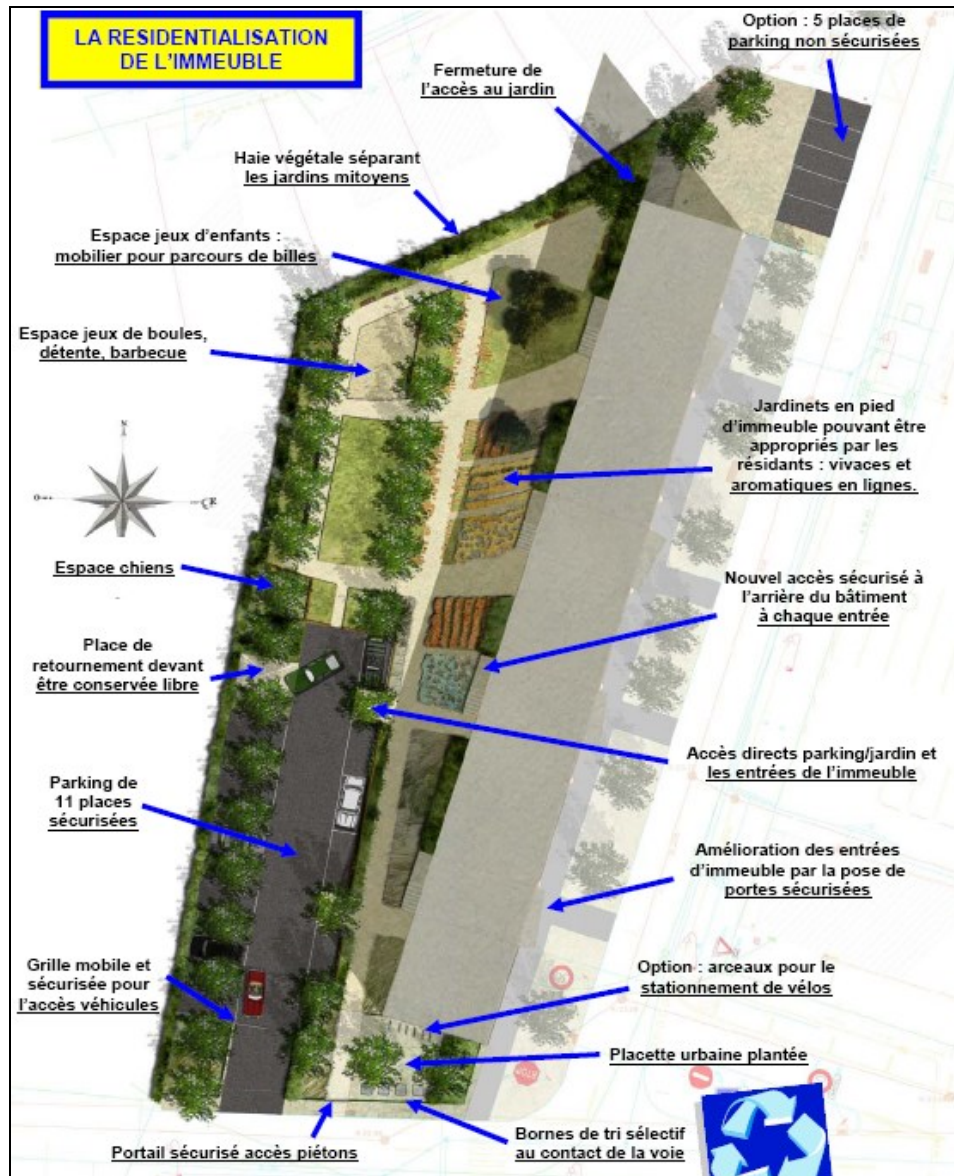 LA RESIDENTIALISATION
DE L'IMMEUBLE
Option : 5 places de
parking non sécurisées
Fermeture de
l'accès au jardin
Haie végétale séparant
les jardins mitoyens
Espace jeux d'enfants :
mobilier pour parcours de billes
Espace jeux de boules,
détente, barbecue
Jardinets en pied
d'immeuble pouvant être
appropriés par les
résidants : vivaces et
aromatiques en lignes.
N
O
E
Espace chiens
Nouvel accès sécurisé à
l'arrière du bâtiment
à chaque entrée
Place de
retournement devant
être conservée libre
Accès directs parking/jardin et
les entrées de l'immeuble
Parking de
11 places
sécurisées
Amélioration des entrées
d'immeuble par la pose de
portes sécurisées
Grille mobile et
sécurisée pour
l'accès véhicules
Option : arceaux pour le
stationnement de vélos
Placette urbaine plantée
STOP
Portail sécurisé accès piétons
Bornes de tri sélectif
au contact de la voie